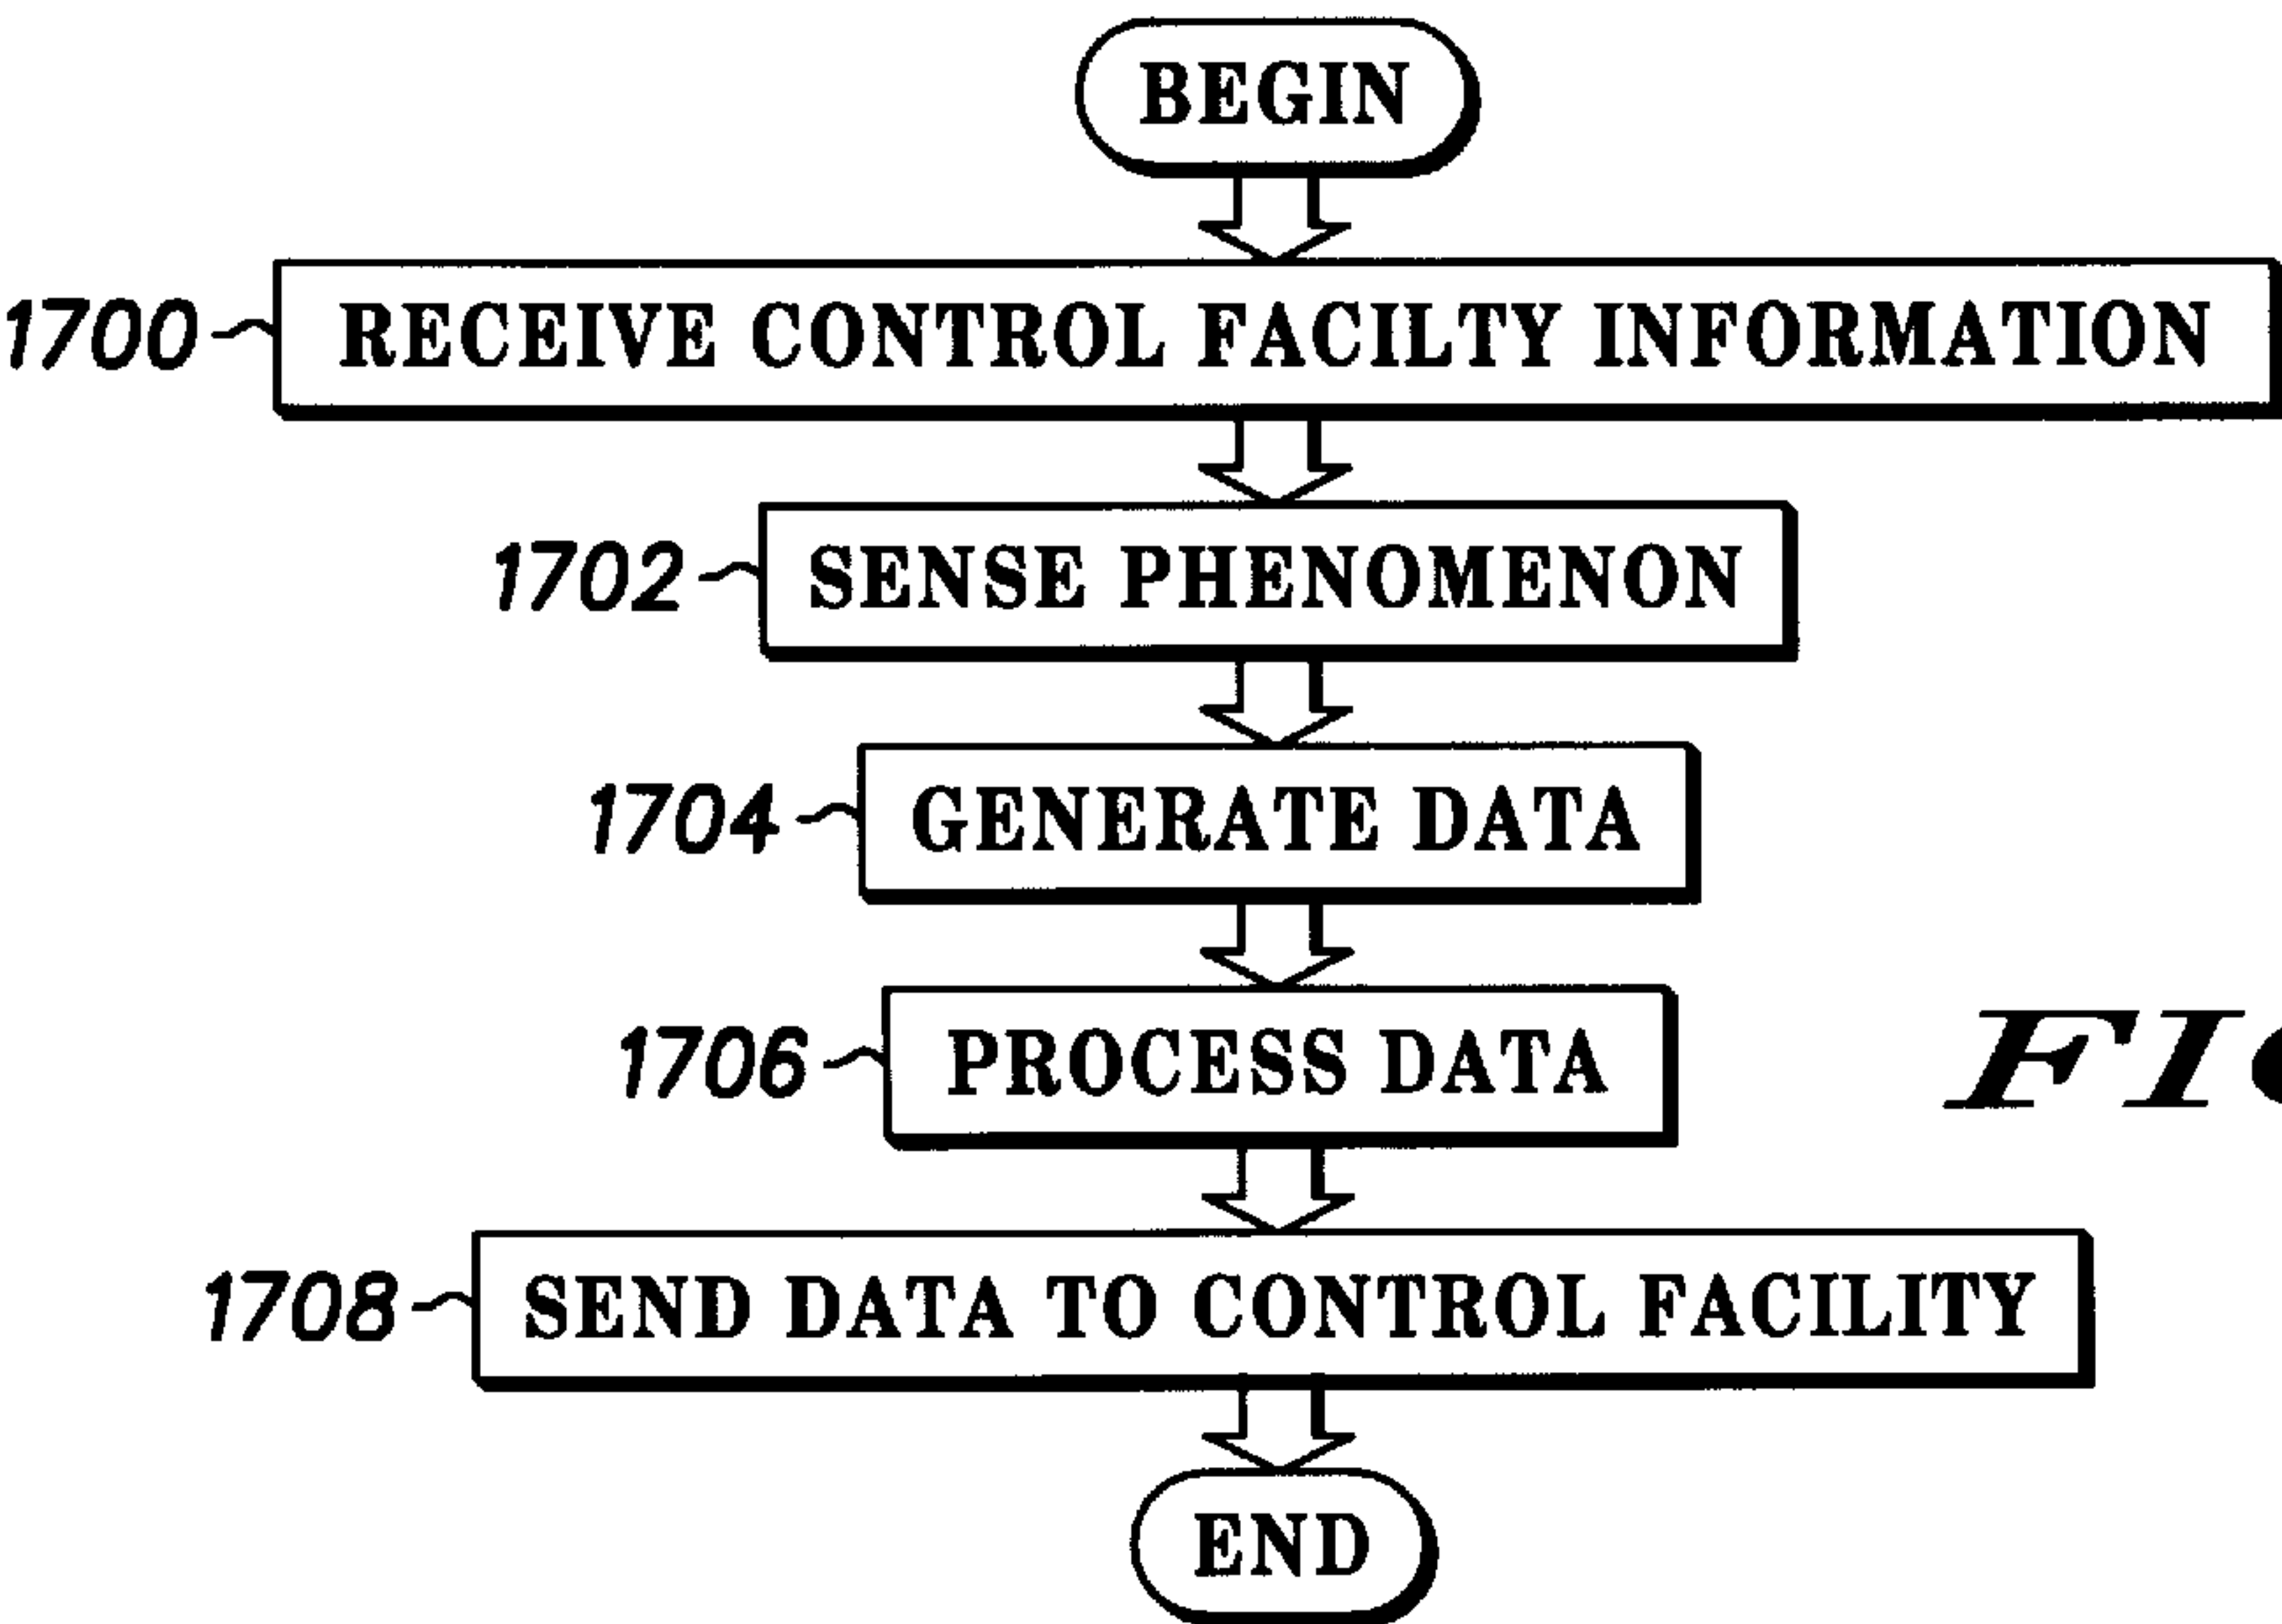 BEGIN
1700 RECEIVE CONTROL FACILTY INFORMATION
1702 SENSE PHENOMENON
1704 GENERATE DATA
1706 PROCESS DATA
1708 SEND DATA TO CONTROL FACILITY
END